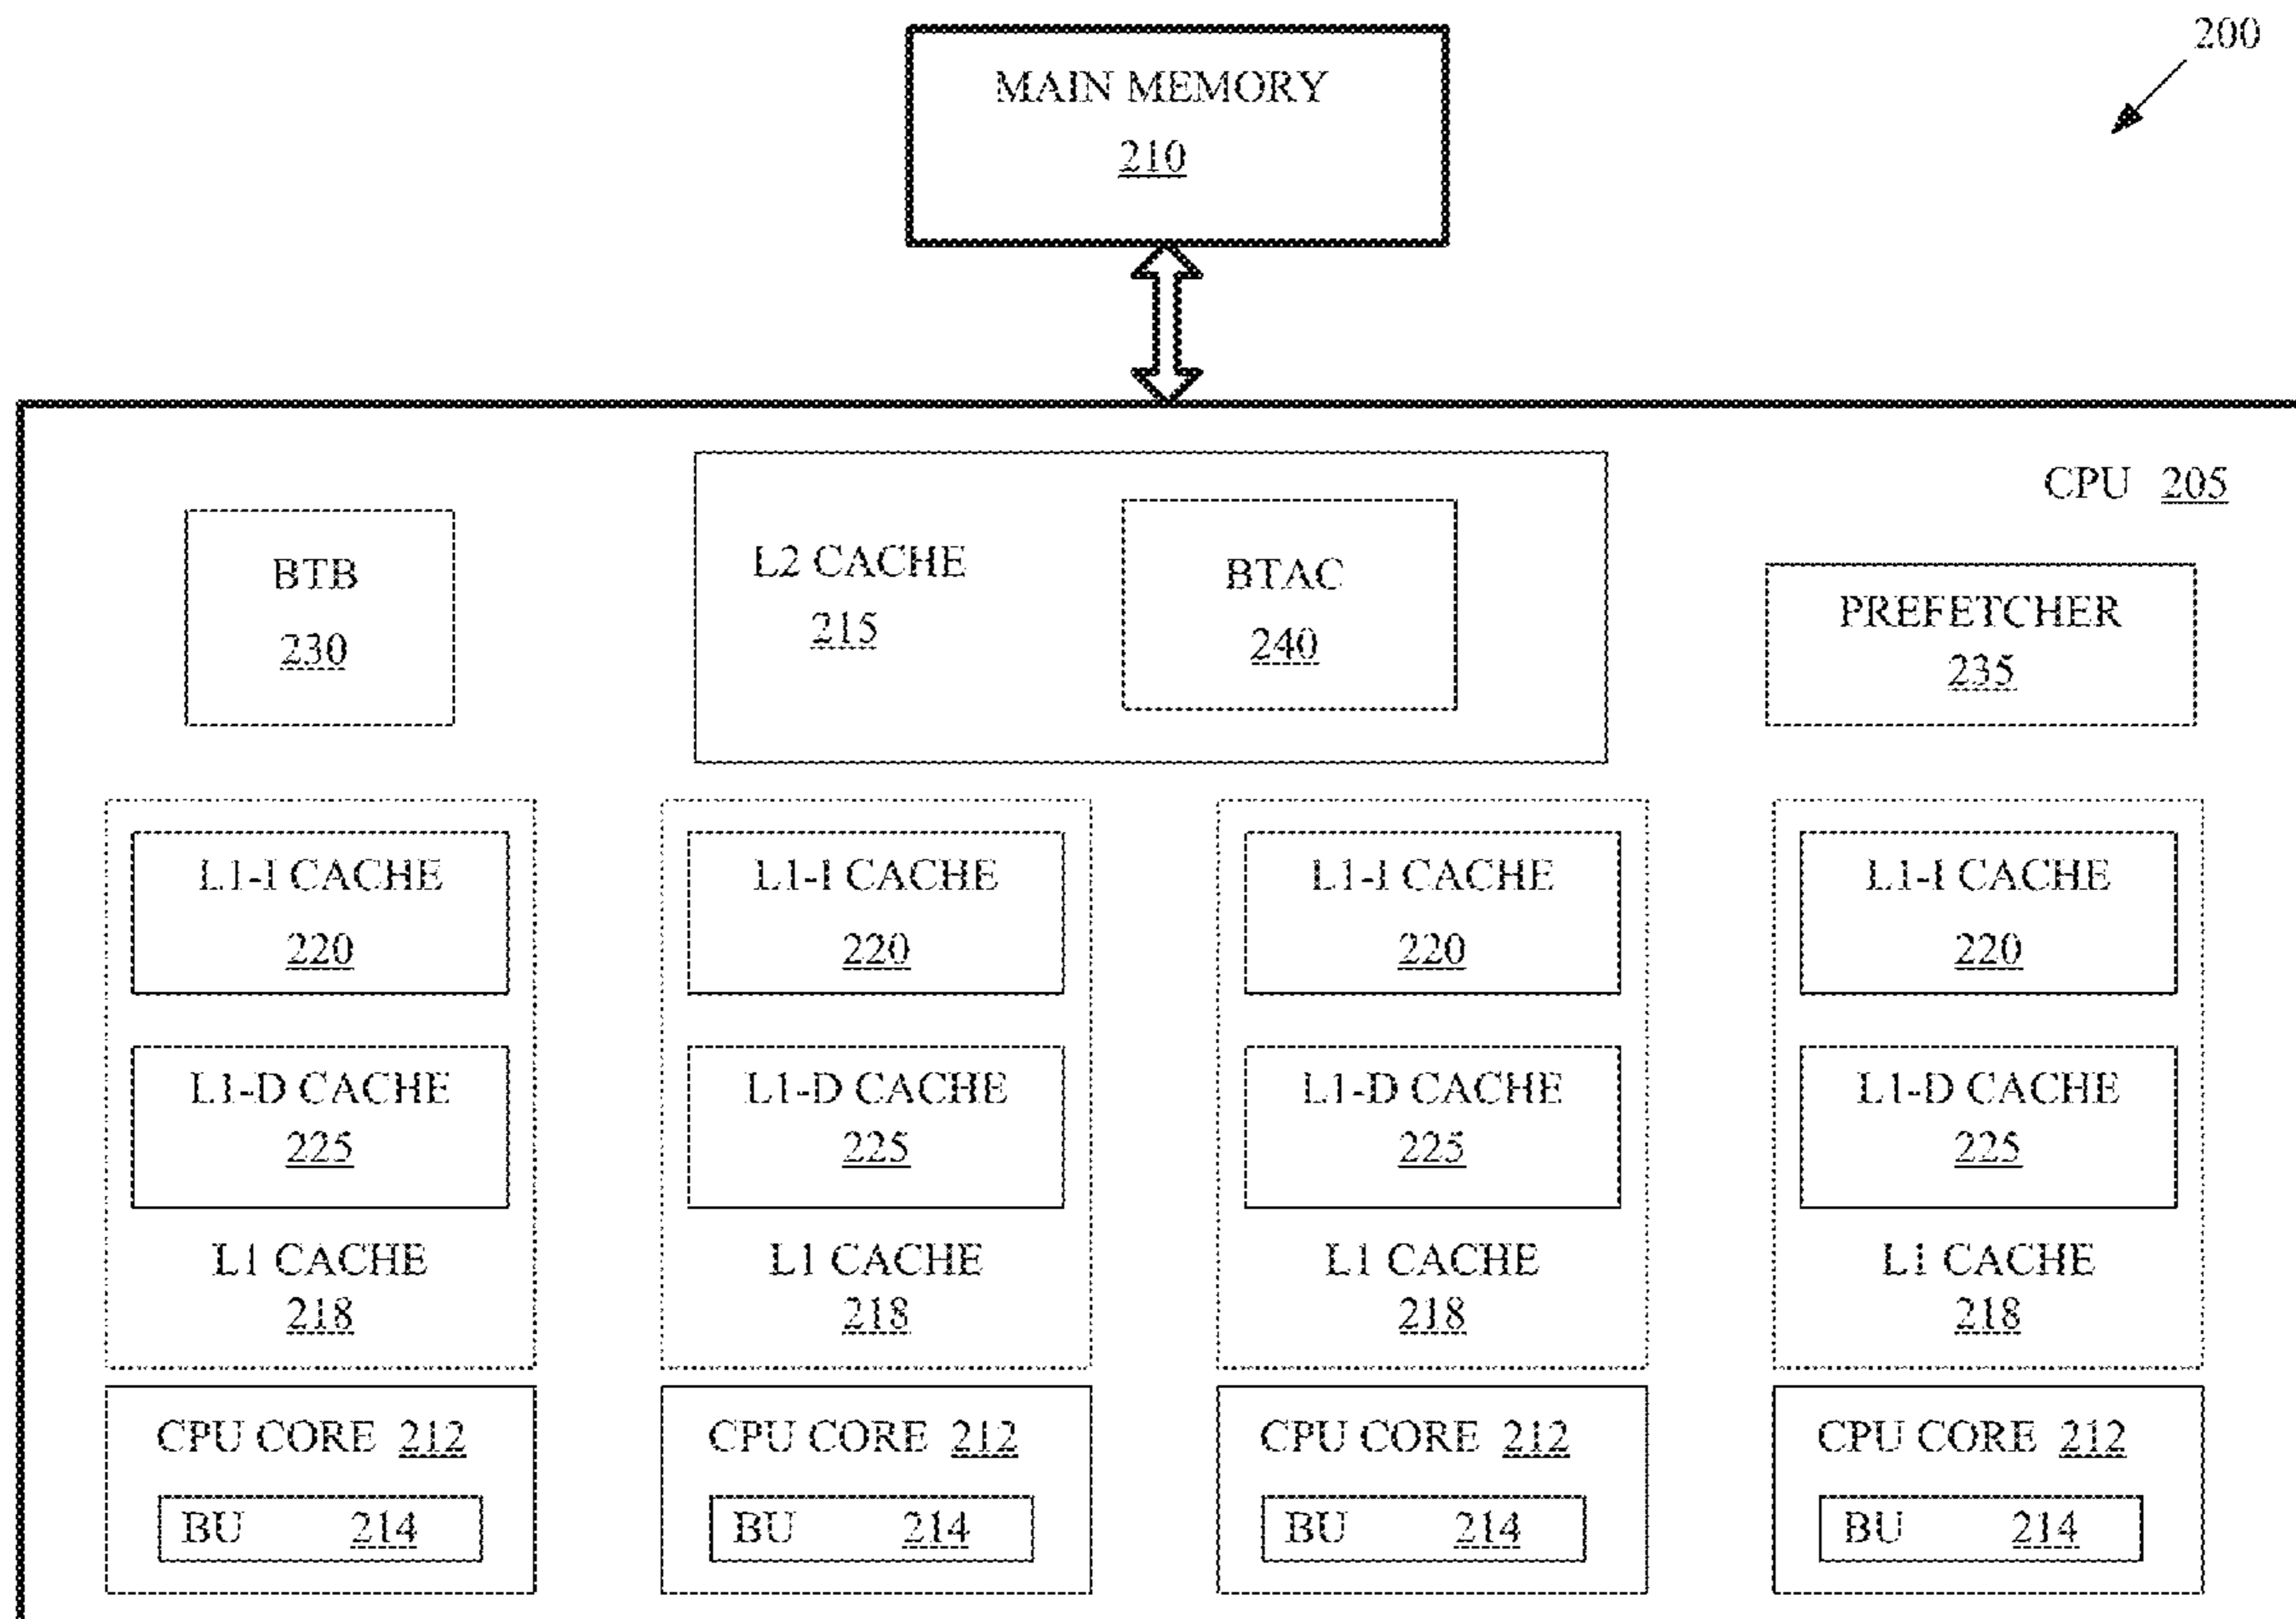 200
MAIN MEMORY
210
CPU 205
BTB
230
L2 CACHE
215
BTAC
240
PREFETCHER
235
L1-I CACHE
220
L1-D CACHE
225
L1 CACHE
218
CPU CORE 212
BU 214
L1-I CACHE
220
L1-D CACHE
225
L1 CACHE
218
CPU CORE 212
BU 214
L1-I CACHE
220
L1-D CACHE
225
L1 CACHE
218
CPU CORE 212
BU 214
L1-I CACHE
220
L1-D CACHE
225
L1 CACHE
218
CPU CORE 212
BU 214